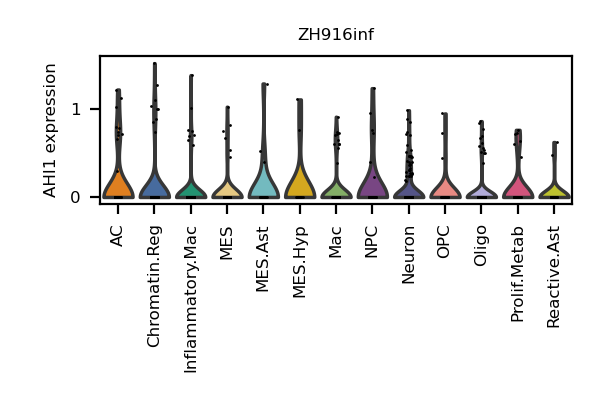 ZH916inf
AHI1 expression
1
0
AC
Chromatin.Reg
Inflammatory.Mac
MES
MES.Ast
MES.Hyp
Mac
NPC
Neuron
OPC
Oligo
Prolif.Metab
Reactive.Ast